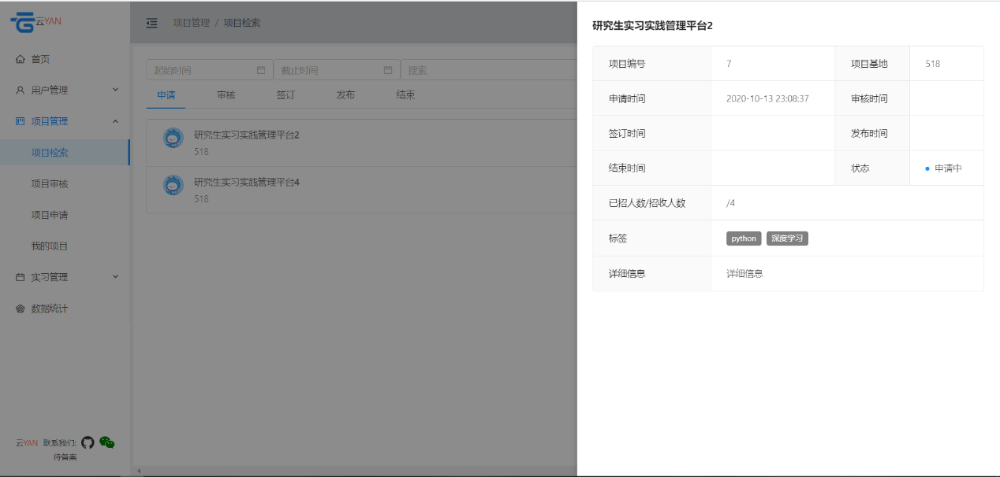 云YAN
首页
用户管理
项目管理
项目检索
项目审核
项目申请
我的项目
实习管理
数据统计
云YAN 联系我们:
待备案
项目管理 / 项目检索
起始时间 截止时间 搜索
申请 审核 签订 发布 结束
研究生实习实践管理平台2
518
研究生实习实践管理平台4
518
研究生实习实践管理平台2
项目编号 7 项目基地 518
申请时间 2020-10-13 23:08:37 审核时间
签订时间 发布时间
结束时间 状态 申请中
已招人数/招收人数 /4
标签 python 深度学习
详细信息 详细信息